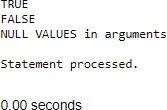 TRUE
FALSE
NULL VALUES in arguments
Statement processed.
0.00 seconds